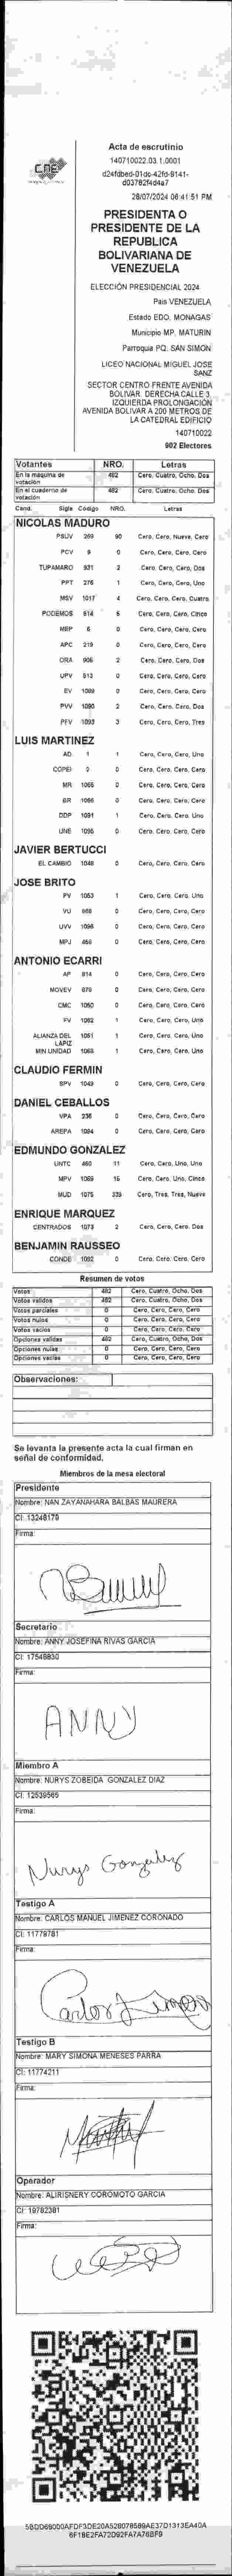 CNE
Acta de escrutinio
140710022.03.1.0001
d24fdbed-01dc-42fd-9141-
d03782f4d4a7
28/07/2024 06:41:51 PM
PRESIDENTA O
PRESIDENTE DE LA
REPUBLICA
BOLIVARIANA DE
VENEZUELA
ELECCIÓN PRESIDENCIAL 2024
Pais VENEZUELA
Estado EDO. MONAGAS
Municipio MP. MATURIN
Parroquia PQ. SAN SIMON
LICEO NACIONAL MIGUEL JOSE
SANZ
SECTOR CENTRO FRENTE AVENIDA
BOLIVAR. DERECHA CALLE 3.
IZQUIERDA PROLONGACIÓN
AVENIDA BOLIVAR A 200 METROS DE
LA CATEDRAL EDIFICIO
140710022
902 Electores
Votantes NRO. Letras
En la maquina de votación 482 Cero, Cuatro, Ocho, Dos
En el cuaderno de votación 482 Cero, Cuatro, Ocho, Dos
Cand. Sigla Código NRO. Letras
NICOLAS MADURO
PSUV 269 90 Cero, Cero, Nueve, Cero
PCV 9 0 Cero, Cero, Cero, Cero
TUPAMARO 931 2 Cero, Cero, Cero, Dos
PPT 276 1 Cero, Cero, Cero, Uno
MSV 1017 4 Cero, Cero, Cero, Cuatro
PODEMOS 614 5 Cero, Cero, Cero, Cinco
MEP 6 0 Cero, Cero, Cero, Cero
APC 219 0 Cero, Cero, Cero, Cero
ORA 906 2 Cero, Cero, Cero, Dos
UPV 513 0 Cero, Cero, Cero, Cero
EV 1089 0 Cero, Cero, Cero, Cero
PVV 1090 2 Cero, Cero, Cero, Dos
PFV 1093 3 Cero, Cero, Cero, Tres
LUIS MARTINEZ
AD 1 1 Cero, Cero, Cero, Uno
COPEI 2 0 Cero, Cero, Cero, Cero
MR 1065 0 Cero, Cero, Cero, Cero
BR 1056 0 Cero, Cero, Cero, Cero
DDP 1091 1 Cero, Cero, Cero, Uno
UNE 1095 0 Cero, Cero, Cero, Cero
JAVIER BERTUCCI
EL CAMBIO 1048 0 Cero, Cero, Cero, Cero
JOSE BRITO
PV 1053 1 Cero, Cero, Cero, Uno
VU 868 0 Cero, Cero, Cero, Cero
UVV 1096 0 Cero, Cero, Cero, Cero
MPJ 458 0 Cero, Cero, Cero, Cero
ANTONIO ECARRI
AP 814 0 Cero, Cero, Cero, Cero
MOVEV 879 0 Cero, Cero, Cero, Cero
CMC 1050 0 Cero, Cero, Cero, Cero
FV 1052 1 Cero, Cero, Cero, Uno
ALIANZA DEL LAPIZ 1051 1 Cero, Cero, Cero, Uno
MIN UNIDAD 1068 1 Cero, Cero, Cero, Uno
CLAUDIO FERMIN
SPV 1049 0 Cero, Cero, Cero, Cero
DANIEL CEBALLOS
VPA 236 0 Cero, Cero, Cero, Cero
AREPA 1094 0 Cero, Cero, Cero, Cero
EDMUNDO GONZALEZ
UNTC 460 11 Cero, Cero, Uno, Uno
MPV 1069 15 Cero, Cero, Uno, Cinco
MUD 1075 339 Cero, Tres, Tres, Nueve
ENRIQUE MARQUEZ
CENTRADOS 1073 2 Cero, Cero, Cero, Dos
BENJAMIN RAUSSEO
CONDE 1092 0 Cero, Cero, Cero, Cero
Resumen de votos
Votos 482 Cero, Cuatro, Ocho, Dos
Votos validos 482 Cero, Cuatro, Ocho, Dos
Votos parciales 0 Cero, Cero, Cero, Cero
Votos nulos 0 Cero, Cero, Cero, Cero
Votos vacios 0 Cero, Cero, Cero, Cero
Opciones validas 482 Cero, Cuatro, Ocho, Dos
Opciones nulas 0 Cero, Cero, Cero, Cero
Opciones vacias 0 Cero, Cero, Cero, Cero
Observaciones:
Se levanta la presente acta la cual firman en
señal de conformidad.
Miembros de la mesa electoral
Presidente
Nombre: NAN ZAYANAHARA BALBAS MAURERA
CI: 13248179
Firma:
Secretario
Nombre: ANNY JOSEFINA RIVAS GARCIA
CI: 17546830
Firma:
ANNY
Miembro A
Nombre: NURYS ZOBEIDA GONZALEZ DIAZ
CI: 12539565
Firma:
Nurys Gonzalez
Testigo A
Nombre: CARLOS MANUEL JIMENEZ CORONADO
CI: 11779781
Firma:
Carlos Jimenez
Testigo B
Nombre: MARY SIMONA MENESES PARRA
CI: 11774211
Firma:
Operador
Nombre: ALIRISNERY COROMOTO GARCIA
CI: 19782381
Firma: